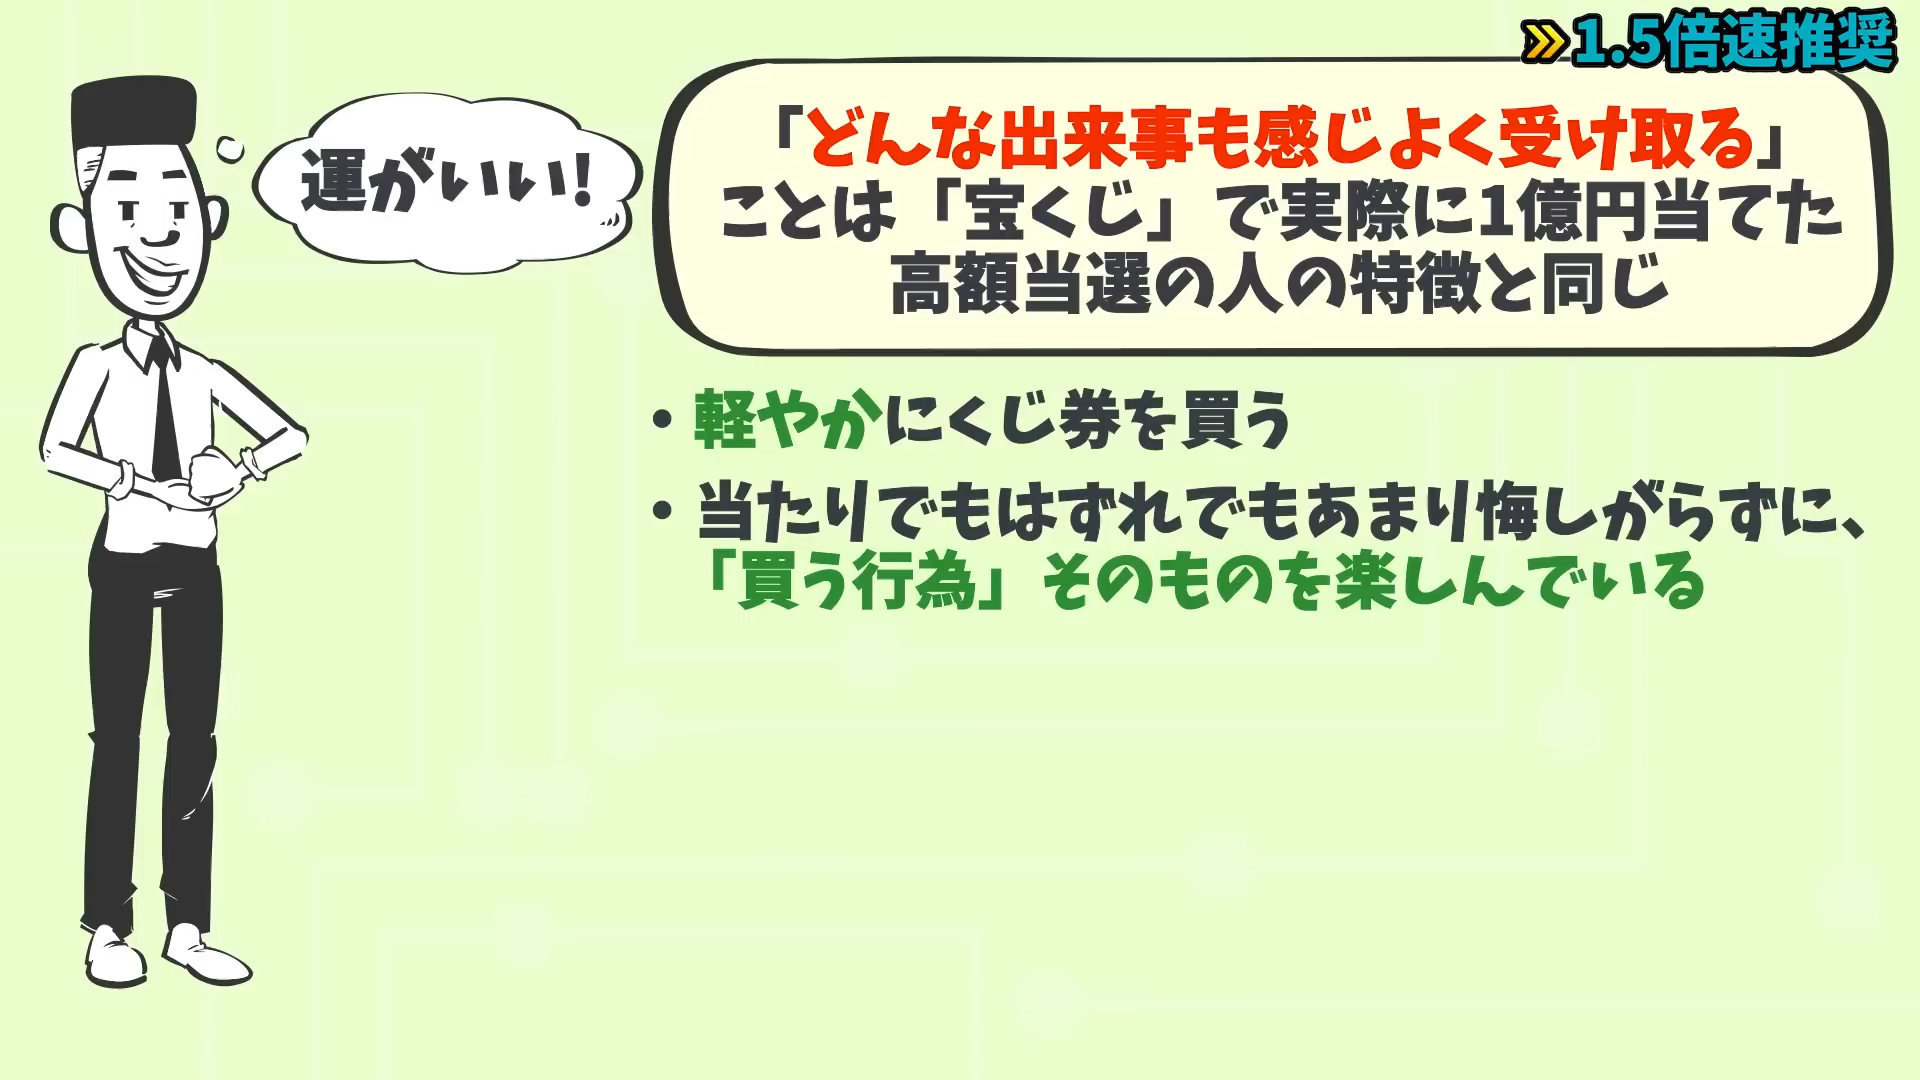 1.5倍速推奨
運がいい!
「どんな出来事も感じよく受け取る」
ことは「宝くじ」で実際に1億円当てた
高額当選の人の特徴と同じ
・軽やかにくじ券を買う
・当たりでもはずれでもあまり悔しがらずに、
「買う行為」そのものを楽しんでいる